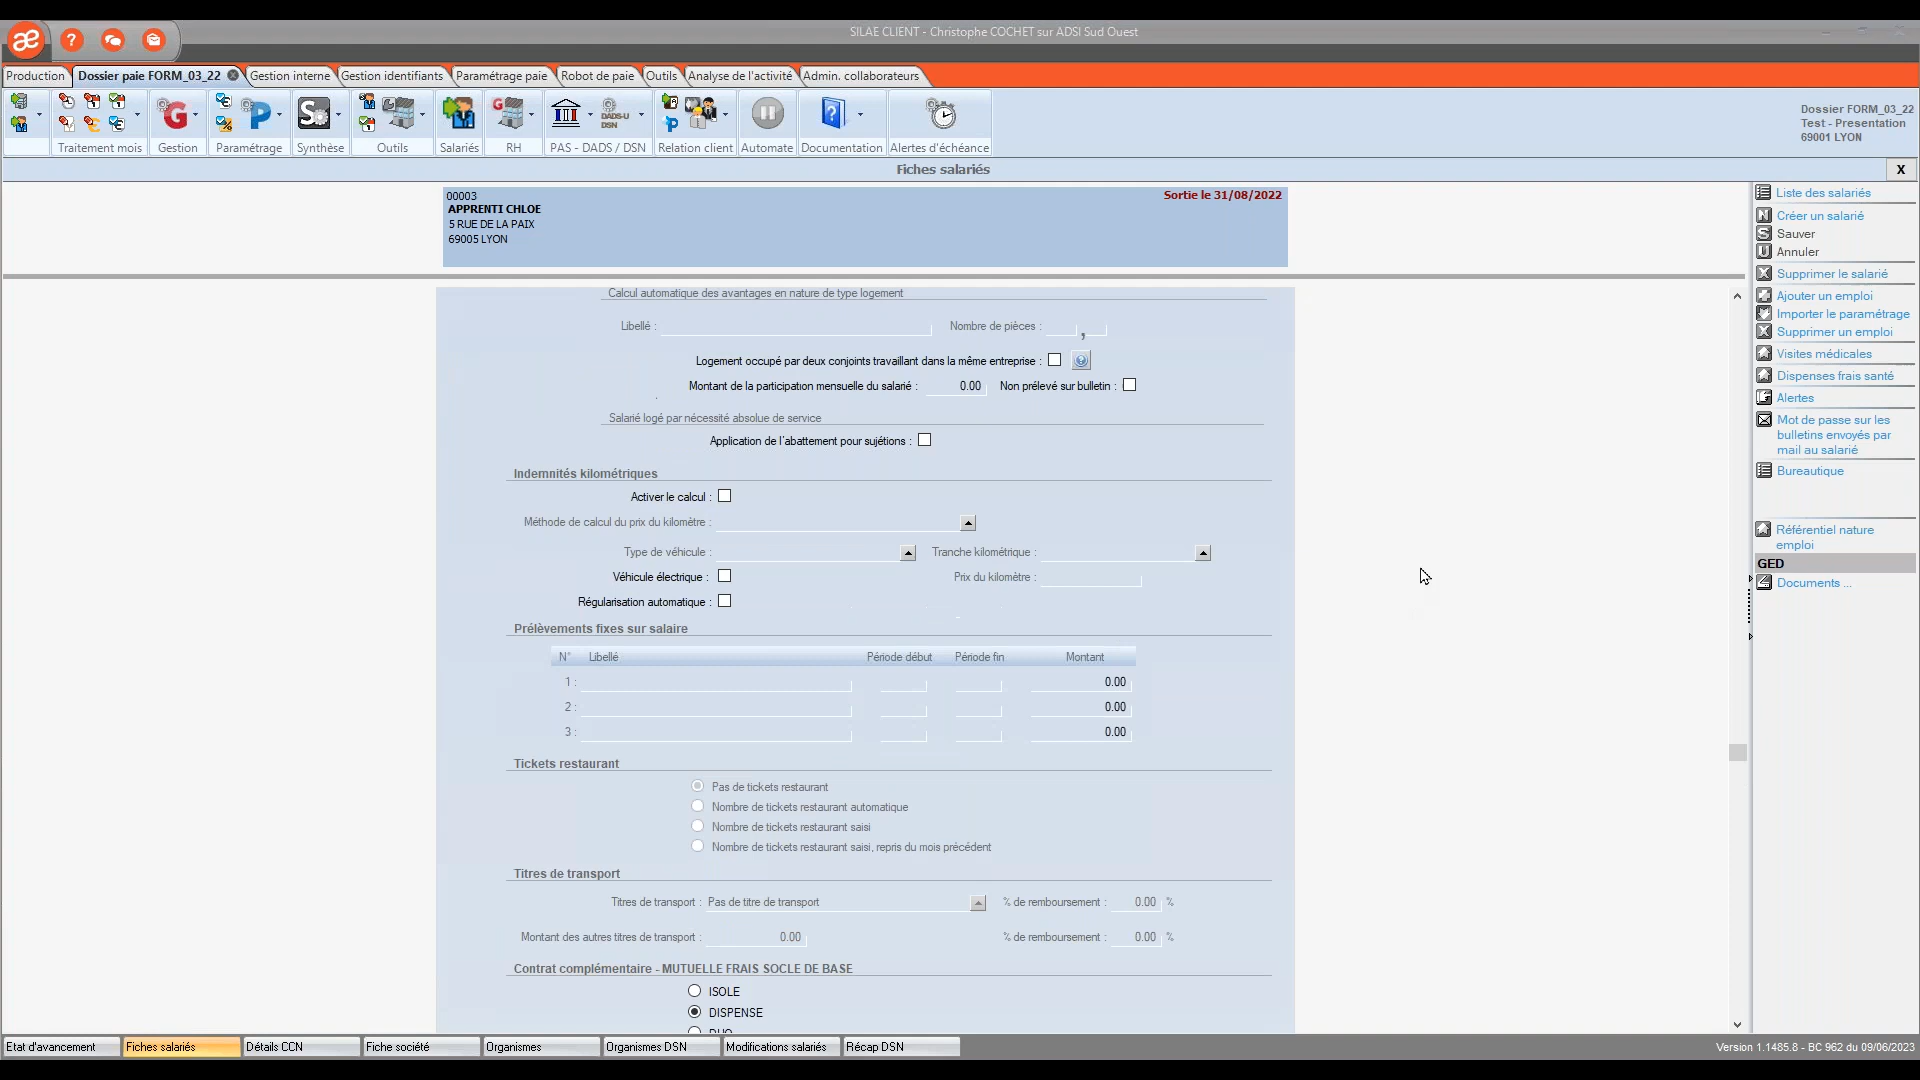 SILAE CLIENT - Christophe COCHET sur ADSI Sud Ouest
Production
Dossier paie FORM_03_22
Gestion interne
Gestion identifiants
Paramétrage paie
Robot de paie
Outils
Analyse de l'activité
Admin. collaborateurs
Traitement mois
Gestion
Paramétrage
Synthèse
Outils
Salariés
RH
DADS-U
DSN
PAS - DADS / DSN
Relation client
Automate
Documentation
Alertes d'échéance
Dossier FORM_03_22
Test - Presentation
69001 LYON
Fiches salariés
X
00003
Sortie le 31/08/2022
APPRENTI CHLOE
5 RUE DE LA PAIX
69005 LYON
Calcul automatique des avantages en nature de type logement
Libellé :
Nombre de pièces : ,
Logement occupé par deux conjoints travaillant dans la même entreprise :
Montant de la participation mensuelle du salarié : 0.00 Non prélevé sur bulletin :
Salarié logé par nécessité absolue de service
Application de l'abattement pour sujétions :
Indemnités kilométriques
Activer le calcul :
Méthode de calcul du prix du kilomètre :
Type de véhicule : Tranche kilométrique :
Véhicule électrique : Prix du kilomètre :
Régularisation automatique :
Prélèvements fixes sur salaire
N° Libellé Période début Période fin Montant
1 : 0.00
2 : 0.00
3 : 0.00
Tickets restaurant
Pas de tickets restaurant
Nombre de tickets restaurant automatique
Nombre de tickets restaurant saisi
Nombre de tickets restaurant saisi, repris du mois précédent
Titres de transport
Titres de transport : Pas de titre de transport % de remboursement : 0.00 %
Montant des autres titres de transport : 0.00 % de remboursement : 0.00 %
Contrat complémentaire - MUTUELLE FRAIS SOCLE DE BASE
ISOLE
DISPENSE
DUO
Liste des salariés
Créer un salarié
Sauver
Annuler
Supprimer le salarié
Ajouter un emploi
Importer le paramétrage
Supprimer un emploi
Visites médicales
Dispenses frais santé
Alertes
Mot de passe sur les
bulletins envoyés par
mail au salarié
Bureautique
Référentiel nature
emploi
GED
Documents ...
Etat d'avancement
Fiches salariés
Détails CCN
Fiche société
Organismes
Organismes DSN
Modifications salariés
Récap DSN
Version 1.1485.8 - BC 962 du 09/06/2023